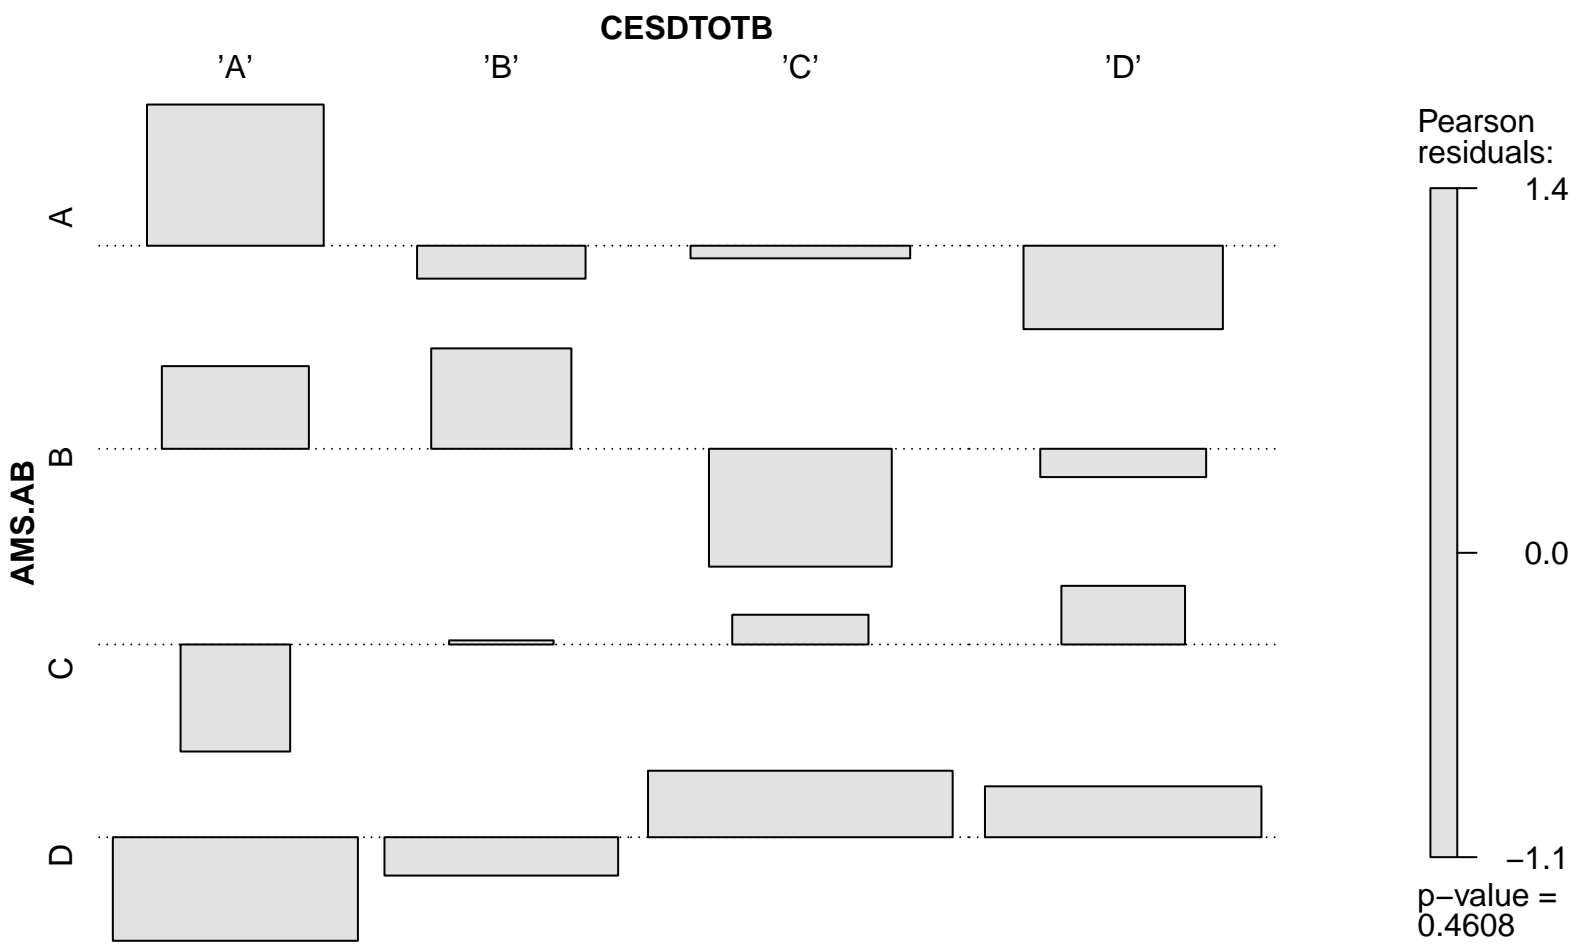 CESDTOTB
’A’ ’B’ ’C’ ’D’
Pearson
residuals:
1.4
A
B
AMS.AB
0.0
C
D
−1.1
p−value =
0.4608